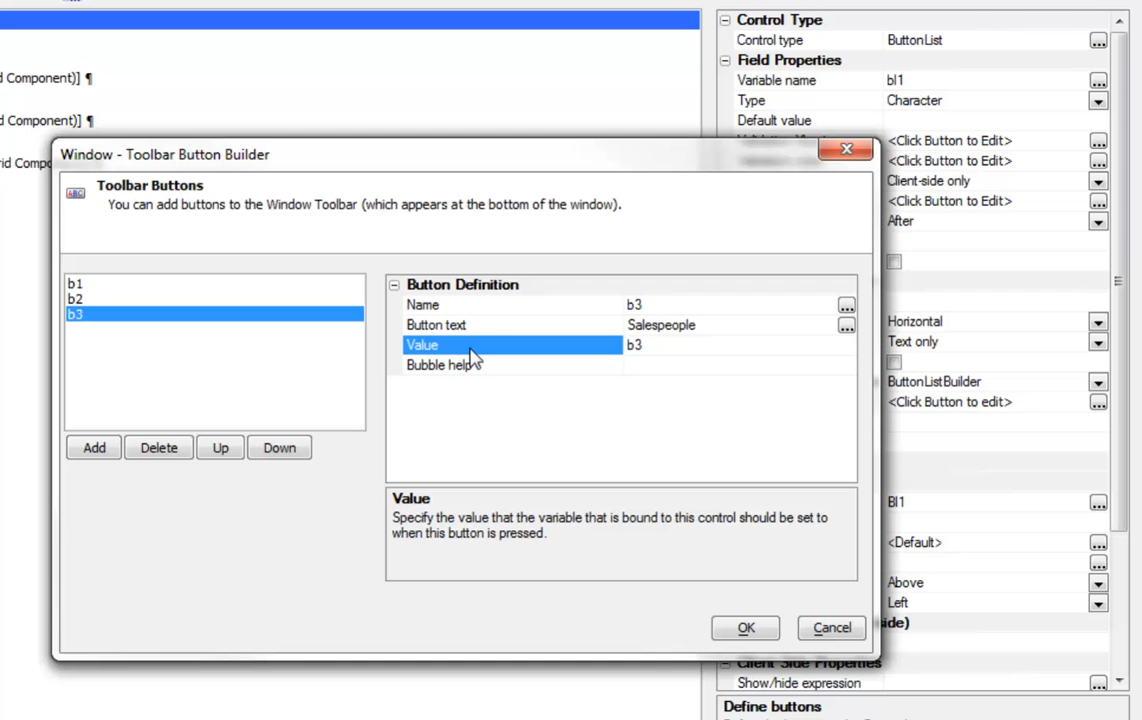 Control Type
Control type ButtonList
Field Properties
Variable name bl1
d Component)] ¶
Type Character
Default value
d Component)] ¶
<Click Button to Edit>
Window - Toolbar Button Builder
rid Compo
<Click Button to Edit>
Toolbar Buttons
Client-side only
You can add buttons to the Window Toolbar (which appears at the bottom of the window).
<Click Button to Edit>
After
b1
b2
b3
Button Definition
Name b3
Button text Salespeople
Value b3
Bubble help
Horizontal
Text only
ButtonListBuilder
<Click Button to edit>
Add Delete Up Down
Value
Specify the value that the variable that is bound to this control should be set to
when this button is pressed.
Bl1
<Default>
Above
Left
OK Cancel
ide)
Client Side Properties
Show/hide expression
Define buttons